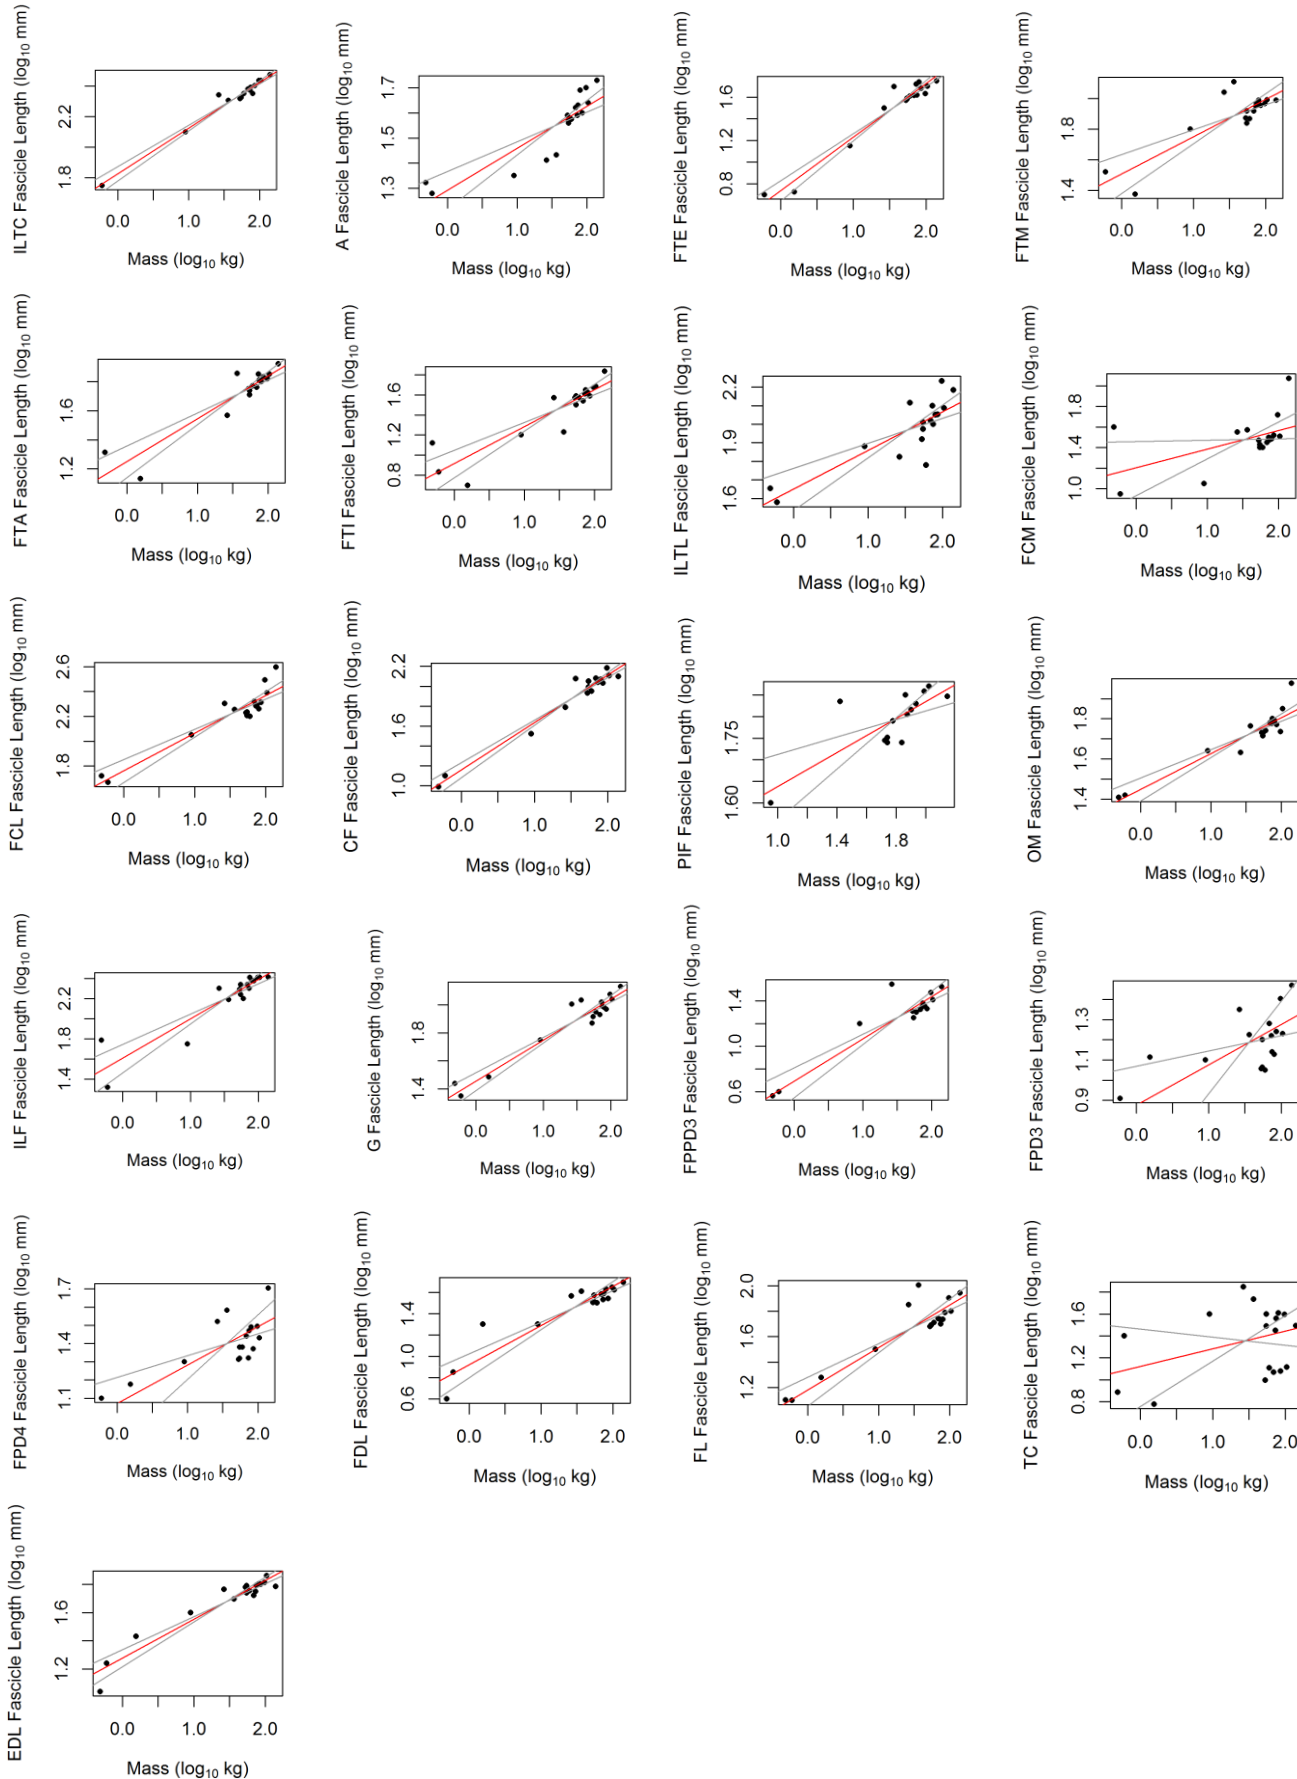 ILTC Fascicle Length (log10 mm)
1.8 2.2
0.0 1.0 2.0
Mass (log10 kg)
A Fascicle Length (log10 mm)
1.3 1.5 1.7
0.0 1.0 2.0
Mass (log10 kg)
FTE Fascicle Length (log10 mm)
0.8 1.2 1.6
0.0 1.0 2.0
Mass (log10 kg)
FTM Fascicle Length (log10 mm)
1.4 1.8
0.0 1.0 2.0
Mass (log10 kg)
FTA Fascicle Length (log10 mm)
1.2 1.6
0.0 1.0 2.0
Mass (log10 kg)
FTI Fascicle Length (log10 mm)
0.8 1.2 1.6
0.0 1.0 2.0
Mass (log10 kg)
ILTL Fascicle Length (log10 mm)
1.6 1.9 2.2
0.0 1.0 2.0
Mass (log10 kg)
FCM Fascicle Length (log10 mm)
1.0 1.4 1.8
0.0 1.0 2.0
Mass (log10 kg)
FCL Fascicle Length (log10 mm)
1.8 2.2 2.6
0.0 1.0 2.0
Mass (log10 kg)
CF Fascicle Length (log10 mm)
1.0 1.6 2.2
0.0 1.0 2.0
Mass (log10 kg)
PIF Fascicle Length (log10 mm)
1.60 1.75
1.0 1.4 1.8
Mass (log10 kg)
OM Fascicle Length (log10 mm)
1.4 1.6 1.8
0.0 1.0 2.0
Mass (log10 kg)
ILF Fascicle Length (log10 mm)
1.4 1.8 2.2
0.0 1.0 2.0
Mass (log10 kg)
G Fascicle Length (log10 mm)
1.4 1.8
0.0 1.0 2.0
Mass (log10 kg)
FPPD3 Fascicle Length (log10 mm)
0.6 1.0 1.4
0.0 1.0 2.0
Mass (log10 kg)
FPD3 Fascicle Length (log10 mm)
0.9 1.1 1.3
0.0 1.0 2.0
Mass (log10 kg)
FPD4 Fascicle Length (log10 mm)
1.1 1.4 1.7
0.0 1.0 2.0
Mass (log10 kg)
FDL Fascicle Length (log10 mm)
0.6 1.0 1.4
0.0 1.0 2.0
Mass (log10 kg)
FL Fascicle Length (log10 mm)
1.2 1.6 2.0
0.0 1.0 2.0
Mass (log10 kg)
TC Fascicle Length (log10 mm)
0.8 1.2 1.6
0.0 1.0 2.0
Mass (log10 kg)
EDL Fascicle Length (log10 mm)
1.2 1.6
0.0 1.0 2.0
Mass (log10 kg)